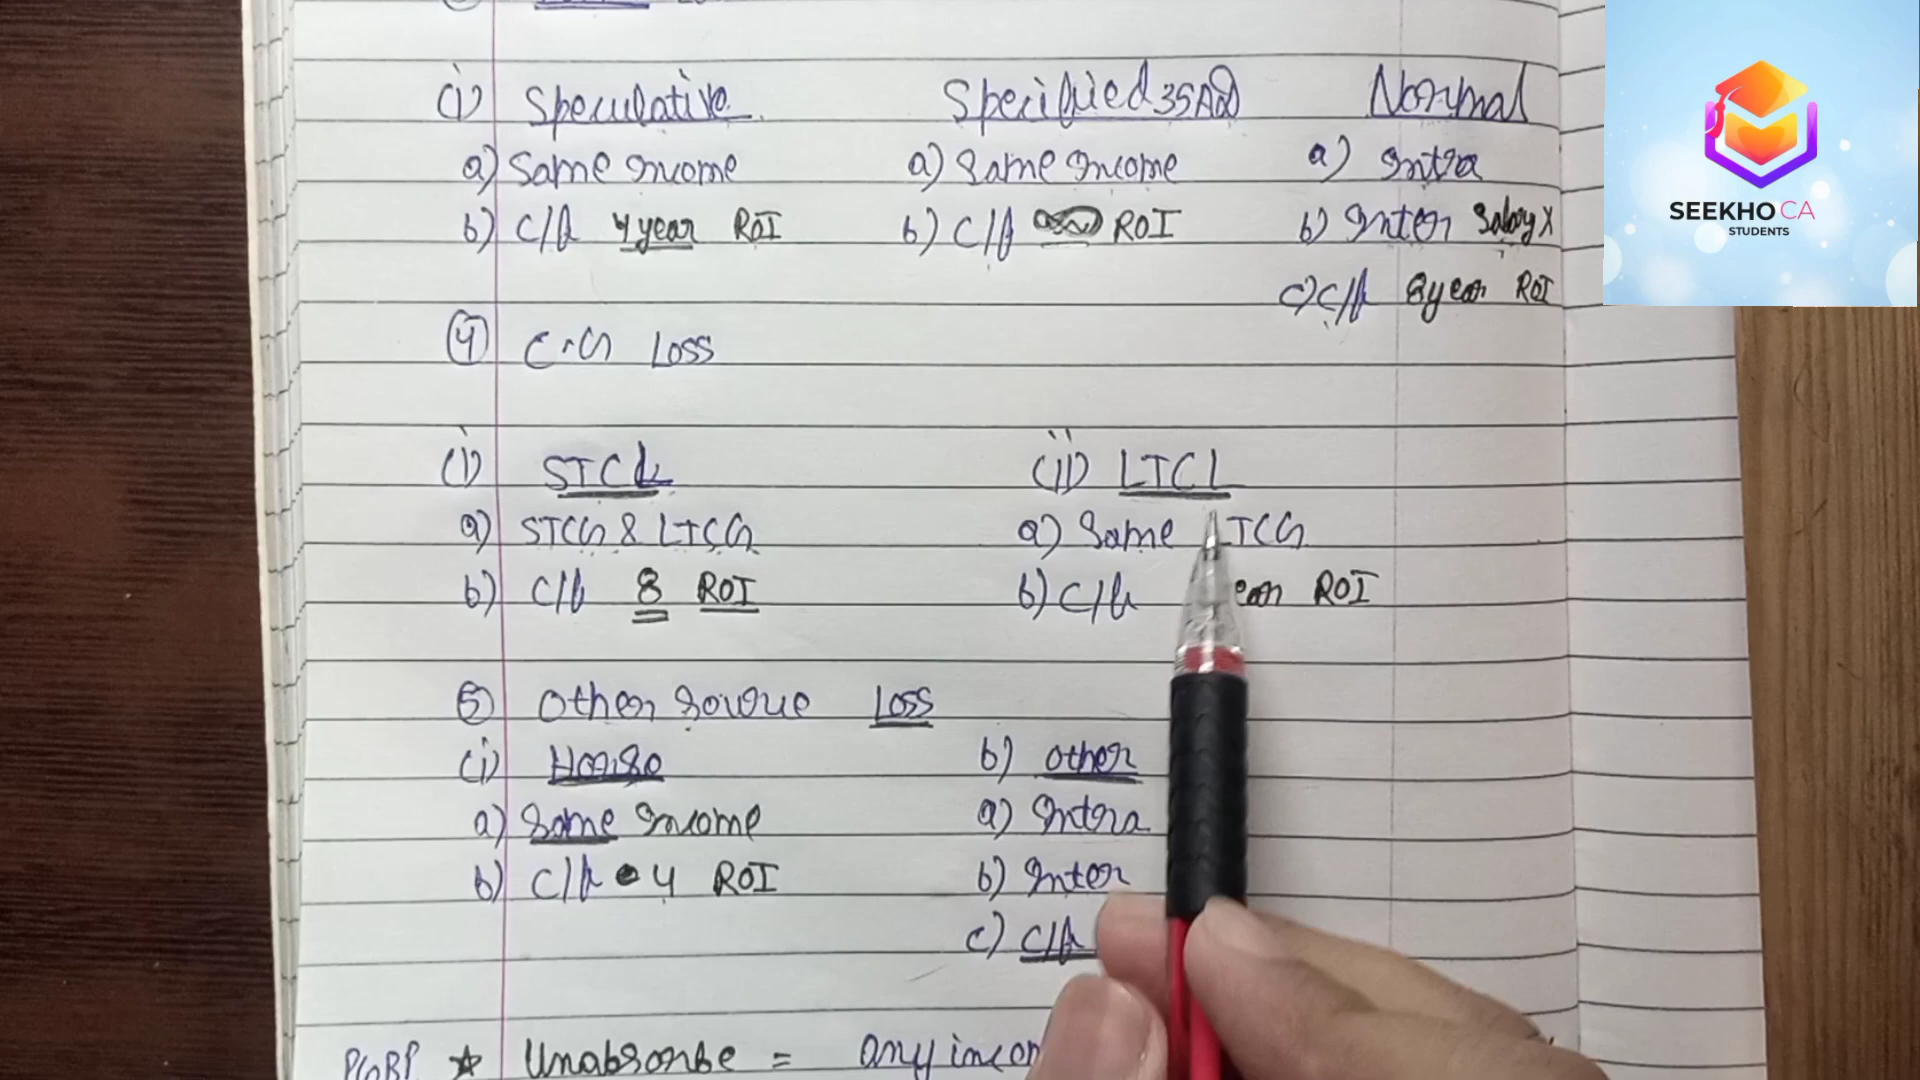 (i) Speculative Specified 35AD Normal
a) Same Income a) Same Income a) Intra
b) C/f 4 year ROI b) C/f ROI b) Inter Salary X
c) C/f 8 year ROI
④ C.G Loss
(i) STCL (ii) LTCL
a) STCG & LTCG a) Same LTCG
b) C/f 8 ROI b) C/f ROI
⑤ Other Source Loss
(i) Horse b) Other
a) Same Income a) Intra
b) C/f 4 ROI b) Inter
c) C/f
PGBP ☆ Unabsorbe = any incom
SEEKHO CA
STUDENTS